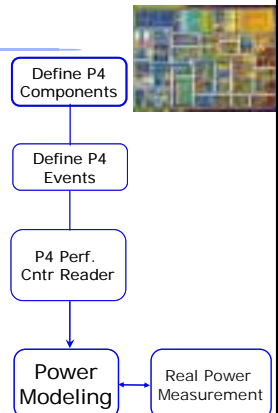 Define P4
Components
Define P4
Events
P4 Perf.
Cntr Reader
Power
Modeling
Real Power
Measurement